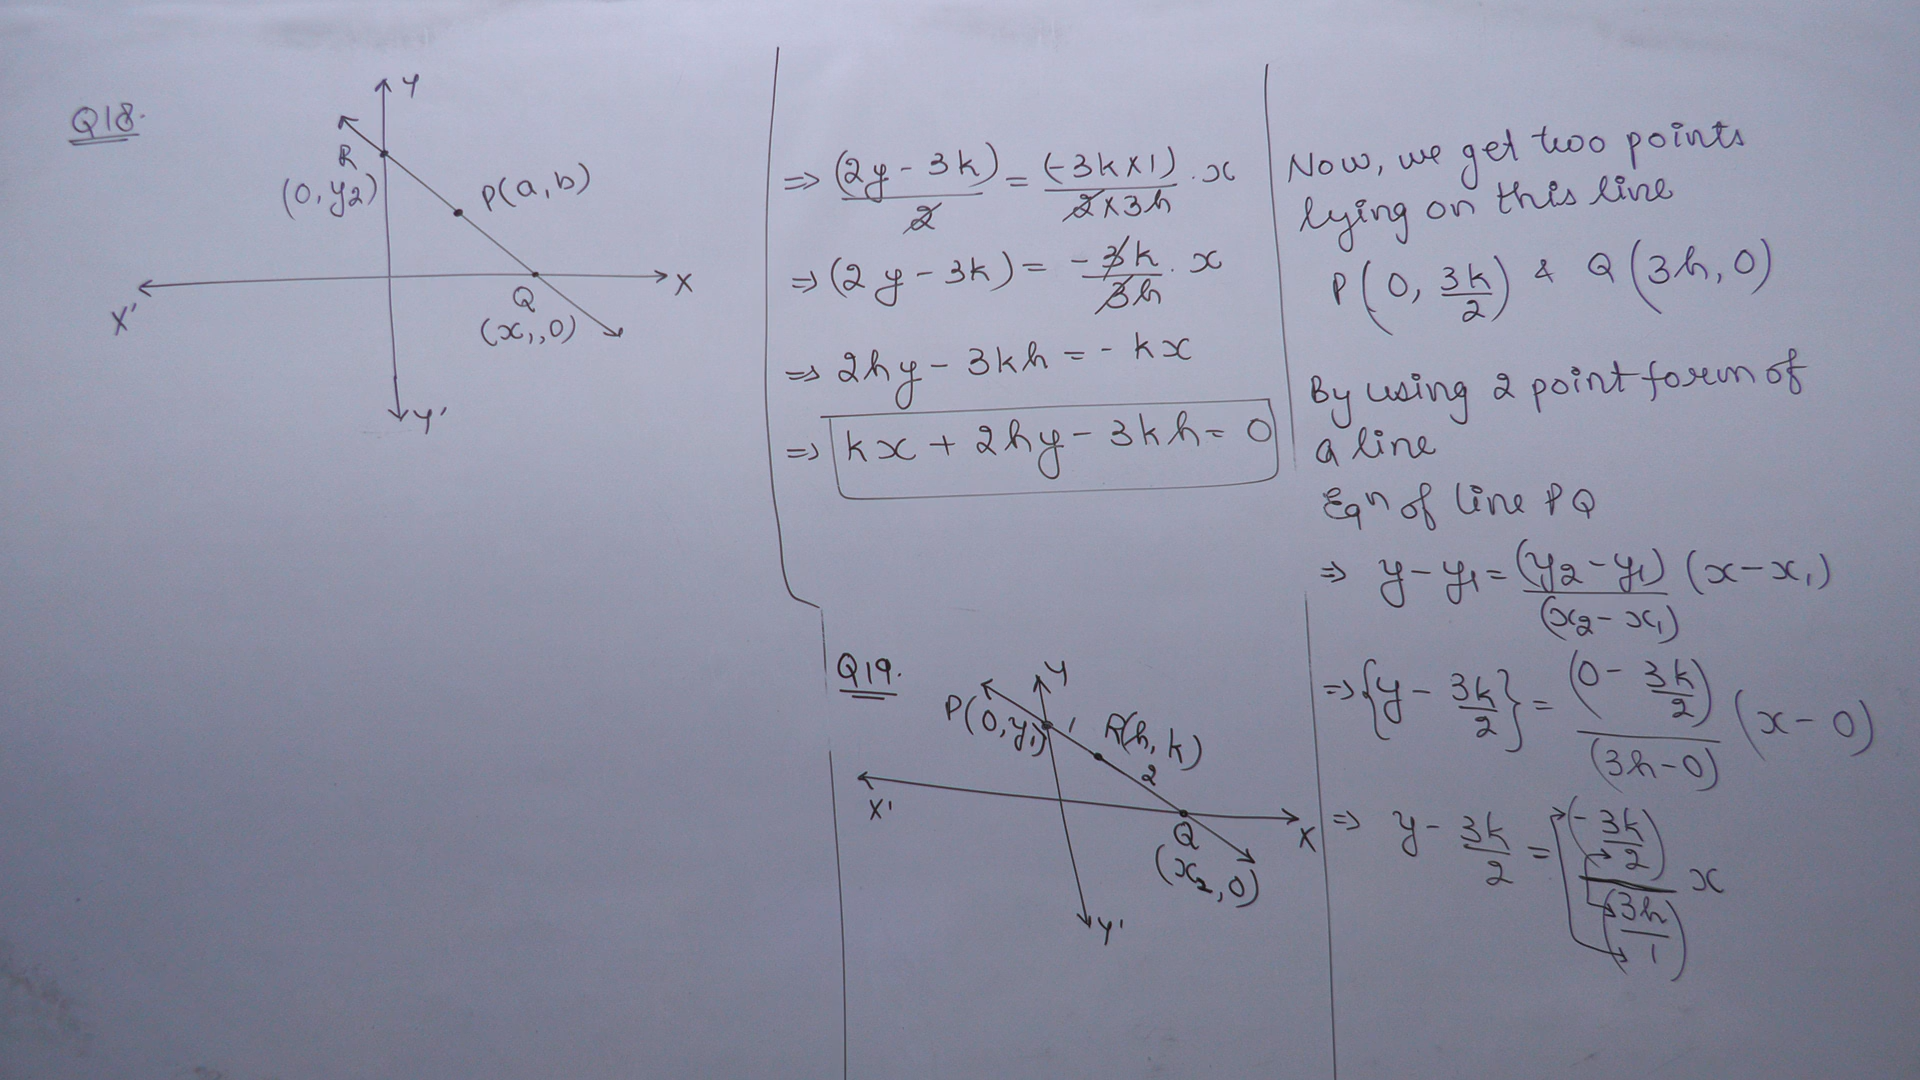 Q18.
Y
R
(0, y2)
P(a, b)
X'
X
Q
(x1, 0)
Y'
⇒ (2y - 3k)/2 = (-3k×1)/(2×3h) . x
⇒ (2y - 3k) = -3k/3h . x
⇒ 2hy - 3kh = - kx
⇒ kx + 2hy - 3kh = 0
Q19.
Y
P(0, y1)
1
R(h, k)
2
X'
X
Q
(x2, 0)
Y'
Now, we get two points
lying on this line
P(0, 3k/2) & Q(3h, 0)
By using 2 point form of
a line
Eqn of line PQ
⇒ y - y1 = (y2 - y1)/(x2 - x1) (x - x1)
⇒ {y - 3k/2} = (0 - 3k/2)/(3h - 0) (x - 0)
⇒ y - 3k/2 = (-3k/2)/(3h/1) x